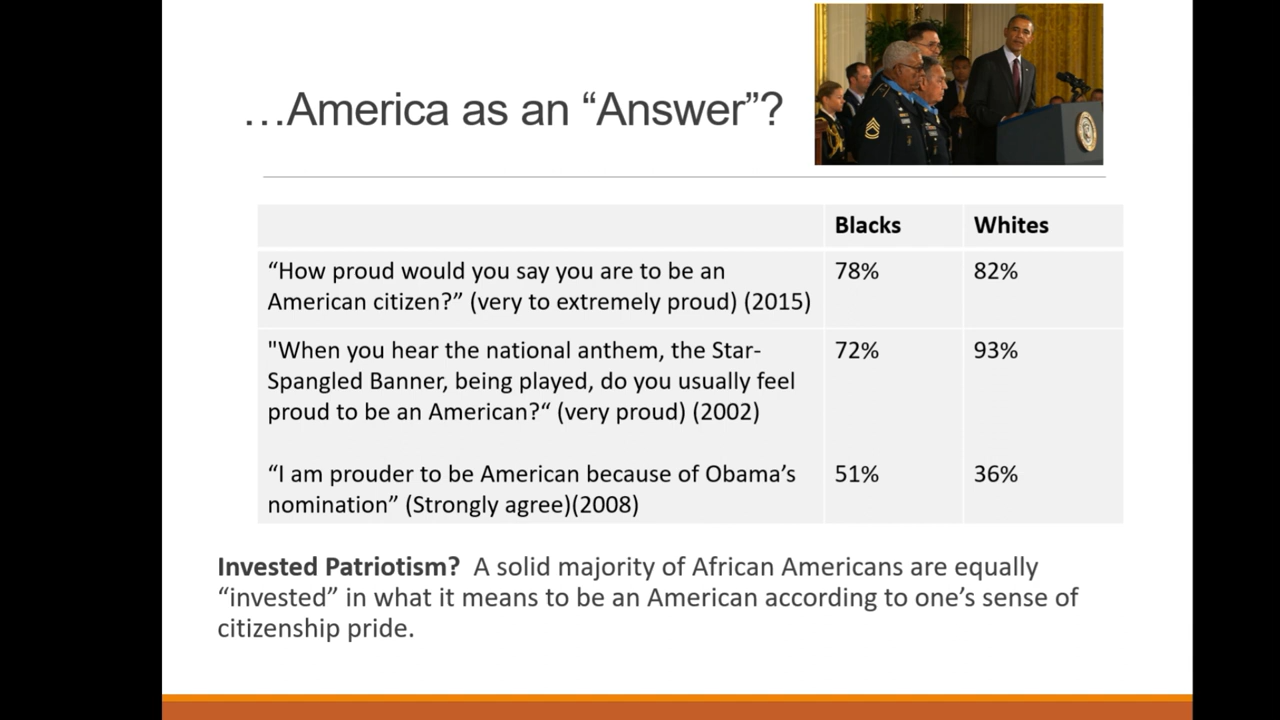 …America as an “Answer”?
Blacks
Whites
“How proud would you say you are to be an
American citizen?” (very to extremely proud) (2015)
78%
82%
"When you hear the national anthem, the Star-
Spangled Banner, being played, do you usually feel
proud to be an American?“ (very proud) (2002)
72%
93%
“I am prouder to be American because of Obama’s
nomination” (Strongly agree)(2008)
51%
36%
Invested Patriotism? A solid majority of African Americans are equally
“invested” in what it means to be an American according to one’s sense of
citizenship pride.